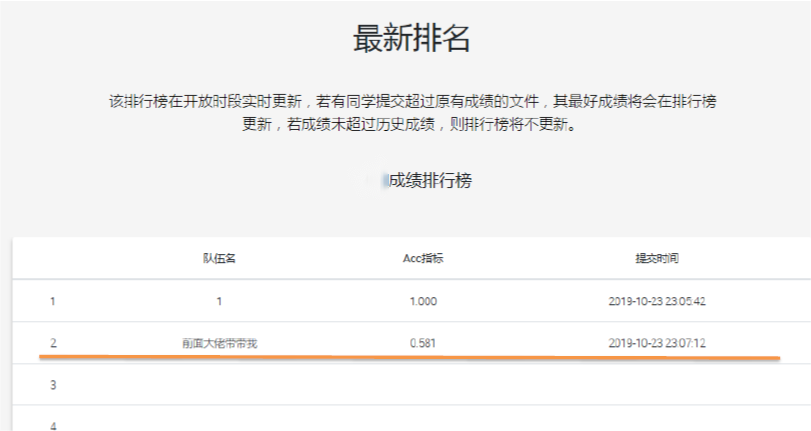 最新排名
该排行榜在开放时段实时更新，若有同学提交超过原有成绩的文件，其最好成绩将会在排行榜
更新，若成绩未超过历史成绩，则排行榜将不更新。
成绩排行榜
队伍名 Acc指标 提交时间
1 1 1.000 2019-10-23 23:05:42
2 前面大佬带带我 0.581 2019-10-23 23:07:12
3
4